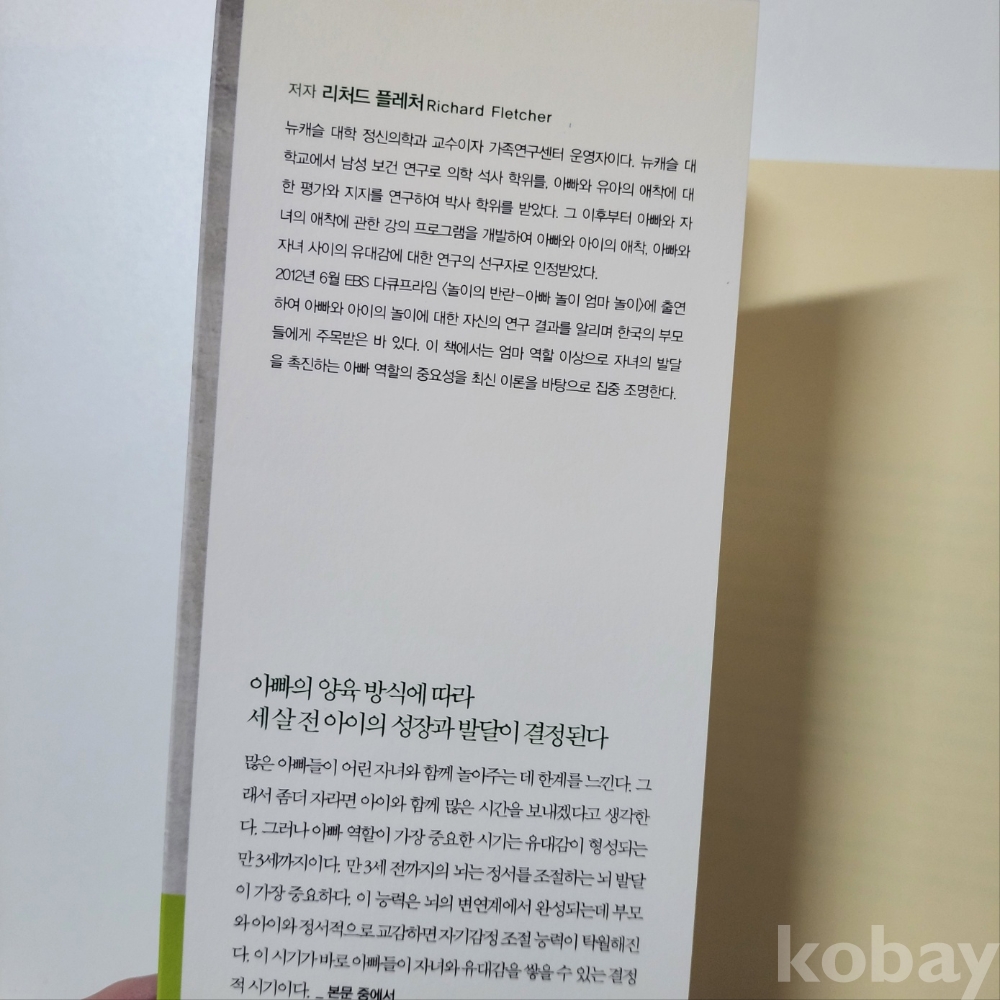 저자 리처드 플레처 Richard Fletcher
뉴캐슬 대학 정신의학과 교수이자 가족연구센터 운영자이다. 뉴캐슬 대
학교에서 남성 보건 연구로 의학 석사 학위를, 아빠와 유아의 애착에 대
한 평가와 지지를 연구하여 박사 학위를 받았다. 그 이후부터 아빠와 자
녀의 애착에 관한 강의 프로그램을 개발하여 아빠와 아이의 애착, 아빠와
자녀 사이의 유대감에 대한 연구의 선구자로 인정받았다.
2012년 6월 EBS 다큐프라임 〈놀이의 반란-아빠 놀이 엄마 놀이〉에 출연
하여 아빠와 아이의 놀이에 대한 자신의 연구 결과를 알리며 한국의 부모
들에게 주목받은 바 있다. 이 책에서는 엄마 역할 이상으로 자녀의 발달
을 촉진하는 아빠 역할의 중요성을 최신 이론을 바탕으로 집중 조명한다.
아빠의 양육 방식에 따라
세 살 전 아이의 성장과 발달이 결정된다
많은 아빠들이 어린 자녀와 함께 놀아주는 데 한계를 느낀다. 그
래서 좀더 자라면 아이와 함께 많은 시간을 보내겠다고 생각한
다. 그러나 아빠 역할이 가장 중요한 시기는 유대감이 형성되는
만 3세까지이다. 만 3세 전까지의 뇌는 정서를 조절하는 뇌 발달
이 가장 중요하다. 이 능력은 뇌의 변연계에서 완성되는데 부모
와 아이와 정서적으로 교감하면 자기감정 조절 능력이 탁월해진
다. 이 시기가 바로 아빠들이 자녀와 유대감을 쌓을 수 있는 결정
적 시기이다. _ 본문 중에서
kobay